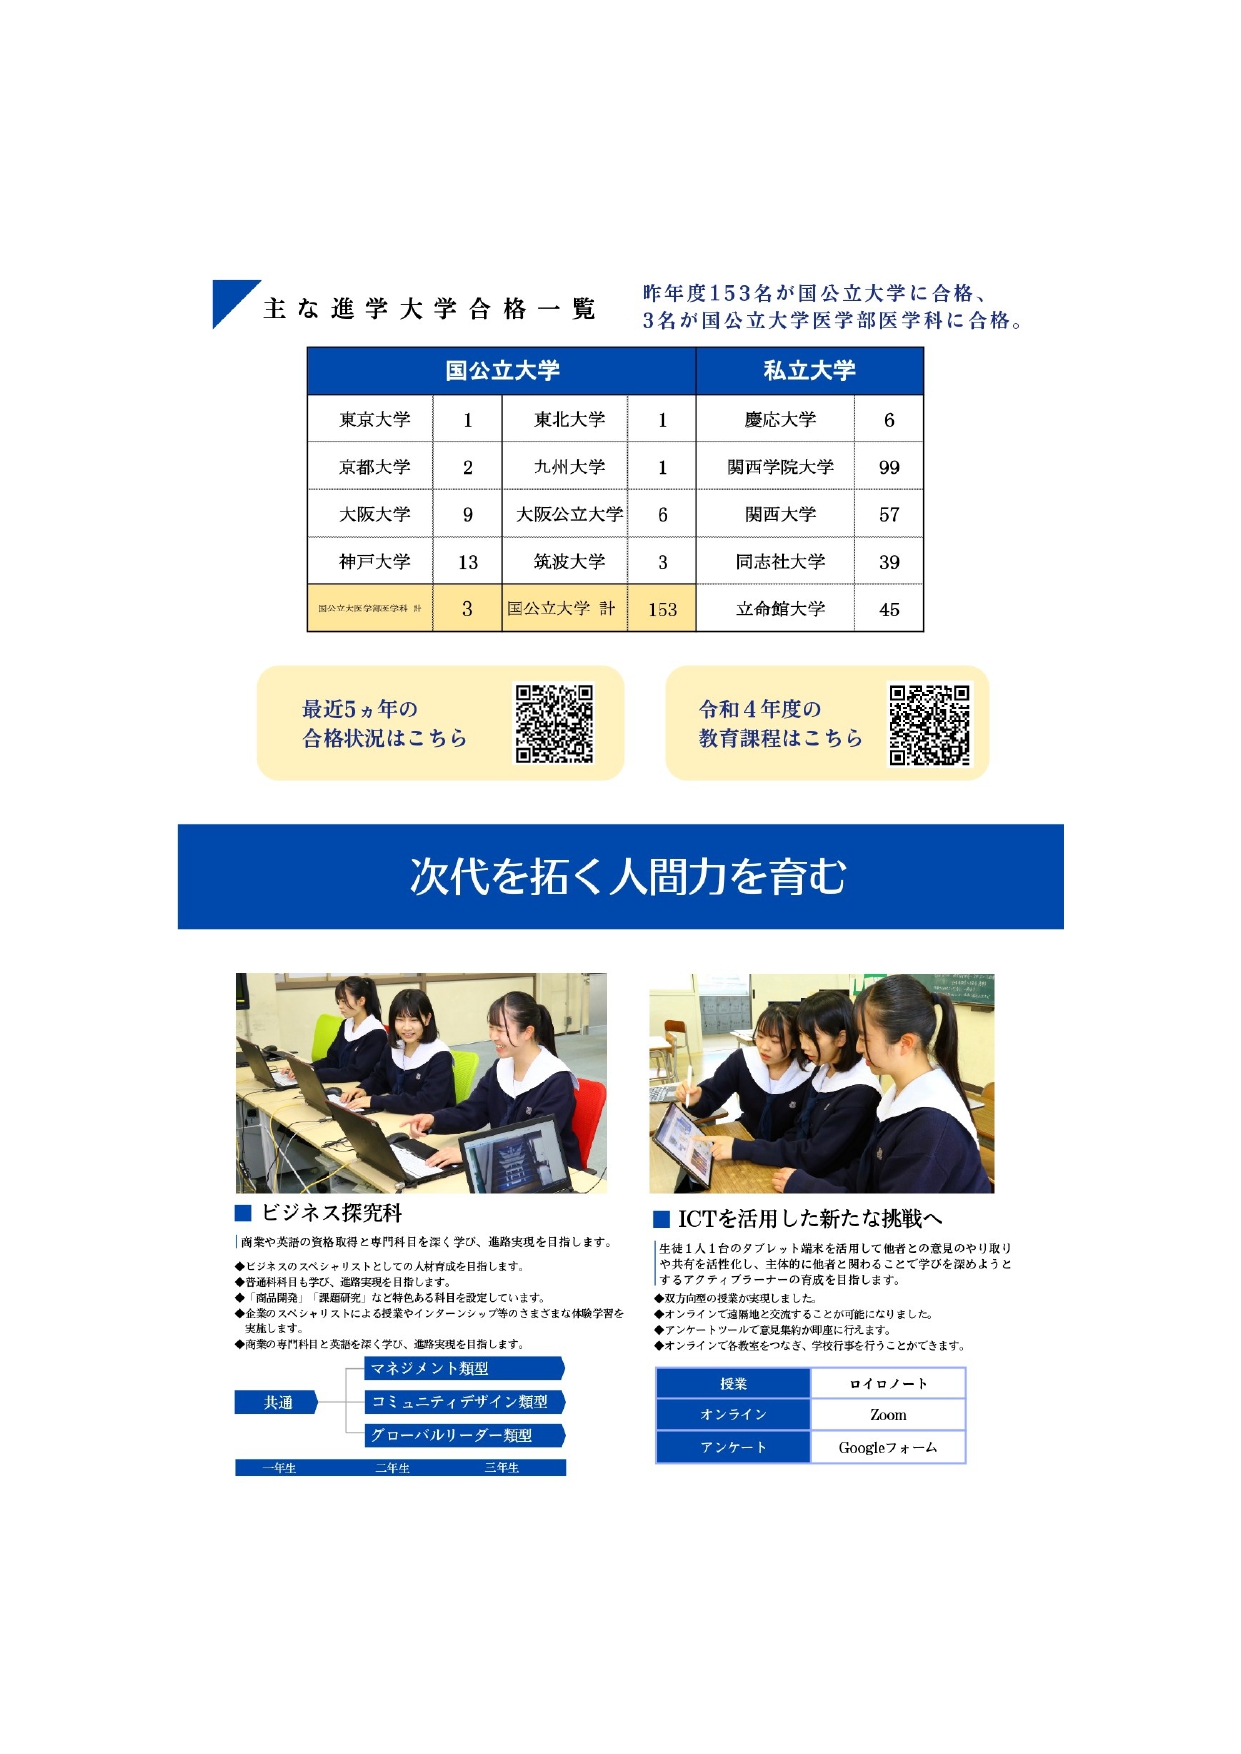 主な進学大学合格一覧
昨年度153名が国公立大学に合格、
3名が国公立大学医学部医学科に合格。
国公立大学 私立大学
東京大学 1 東北大学 1 慶応大学 6
京都大学 2 九州大学 1 関西学院大学 99
大阪大学 9 大阪公立大学 6 関西大学 57
神戸大学 13 筑波大学 3 同志社大学 39
国公立大医学部医学科 計 3 国公立大学 計 153 立命館大学 45
最近5ヵ年の
合格状況はこちら
令和4年度の
教育課程はこちら
次代を拓く人間力を育む
■ ビジネス探究科
商業や英語の資格取得と専門科目を深く学び、進路実現を目指します。
◆ビジネスのスペシャリストとしての人材育成を目指します。
◆普通科科目も学び、進路実現を目指します。
◆「商品開発」「課題研究」など特色ある科目を設定しています。
◆企業のスペシャリストによる授業やインターンシップ等のさまざまな体験学習を
実施します。
◆商業の専門科目と英語を深く学び、進路実現を目指します。
共通
マネジメント類型
コミュニティデザイン類型
グローバルリーダー類型
一年生 二年生 三年生
■ ICTを活用した新たな挑戦へ
生徒1人1台のタブレット端末を活用して他者との意見のやり取り
や共有を活性化し、主体的に他者と関わることで学びを深めようと
するアクティブラーナーの育成を目指します。
◆双方向型の授業が実現しました。
◆オンラインで遠隔地と交流することが可能になりました。
◆アンケートツールで意見集約が即座に行えます。
◆オンラインで各教室をつなぎ、学校行事を行うことができます。
授業 ロイロノート
オンライン Zoom
アンケート Googleフォーム